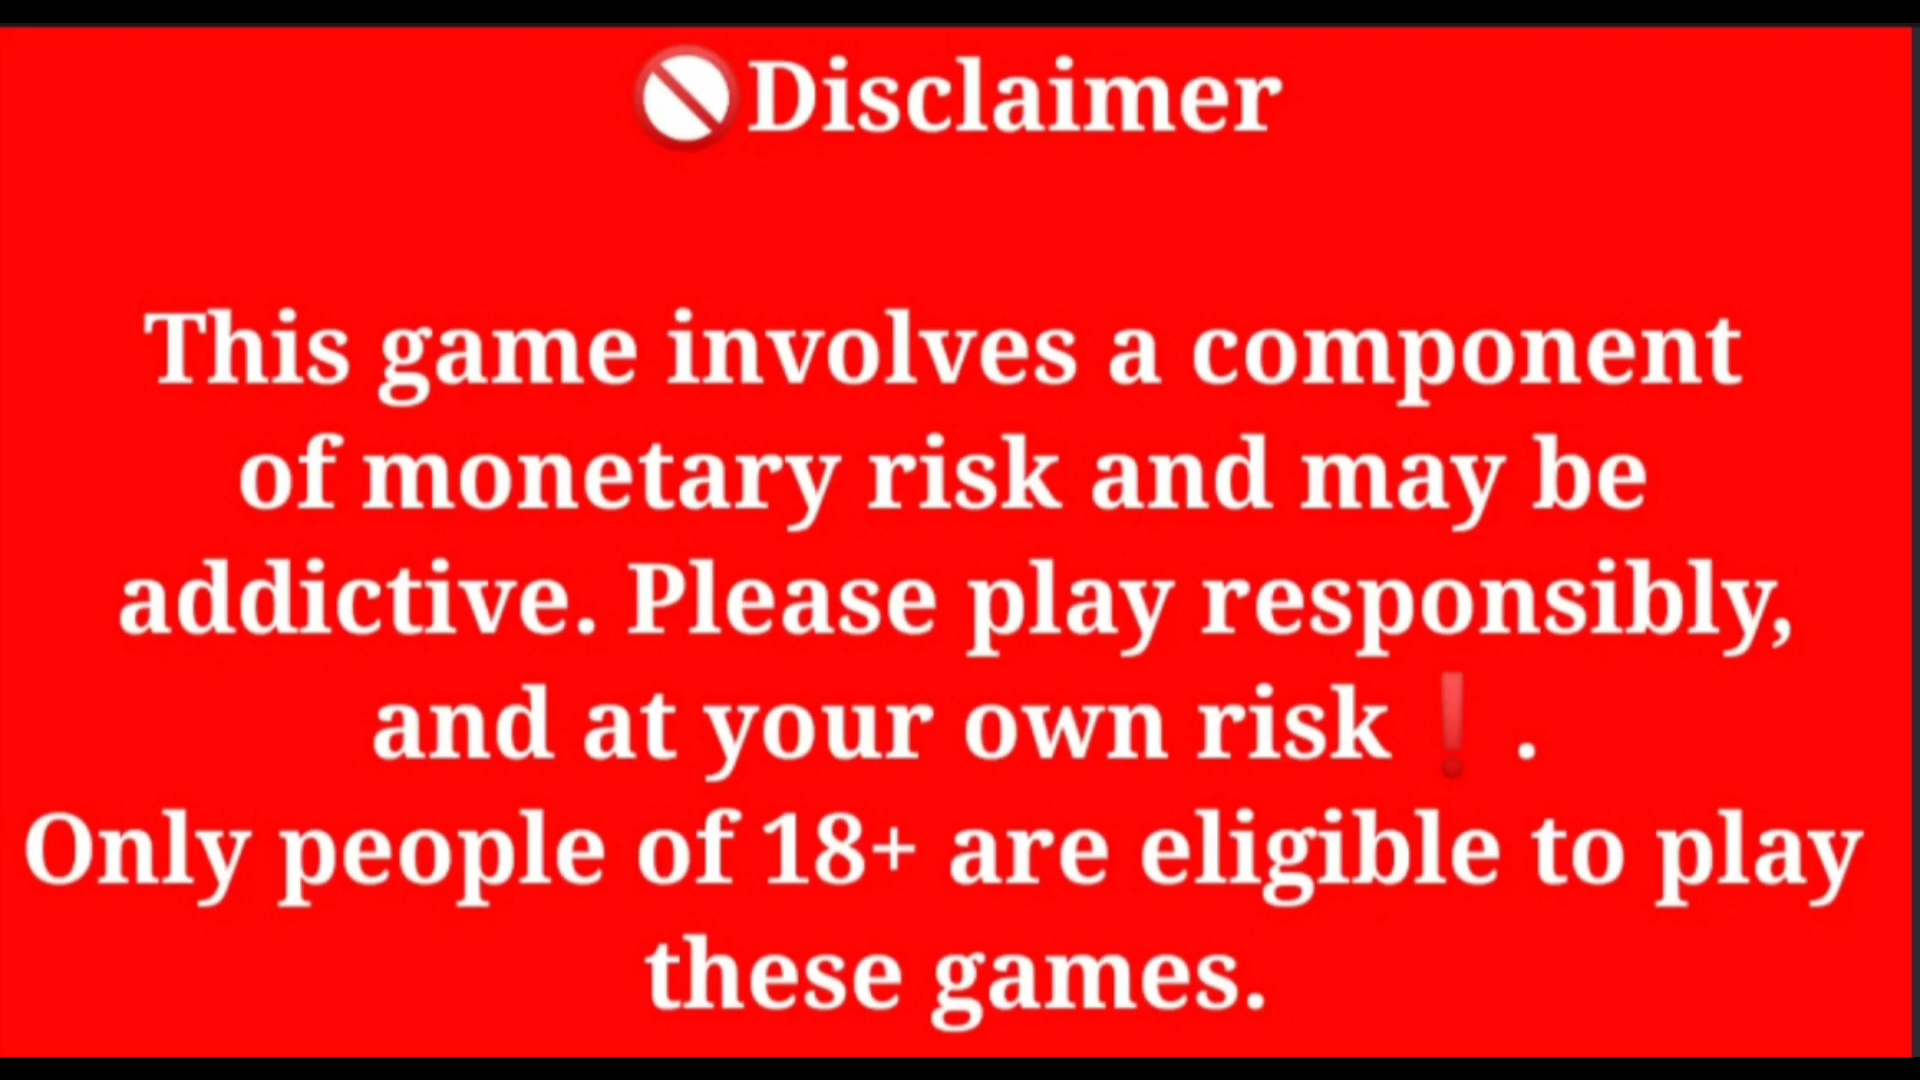 🚫Disclaimer
This game involves a component
of monetary risk and may be
addictive. Please play responsibly,
and at your own risk❗.
Only people of 18+ are eligible to play
these games.